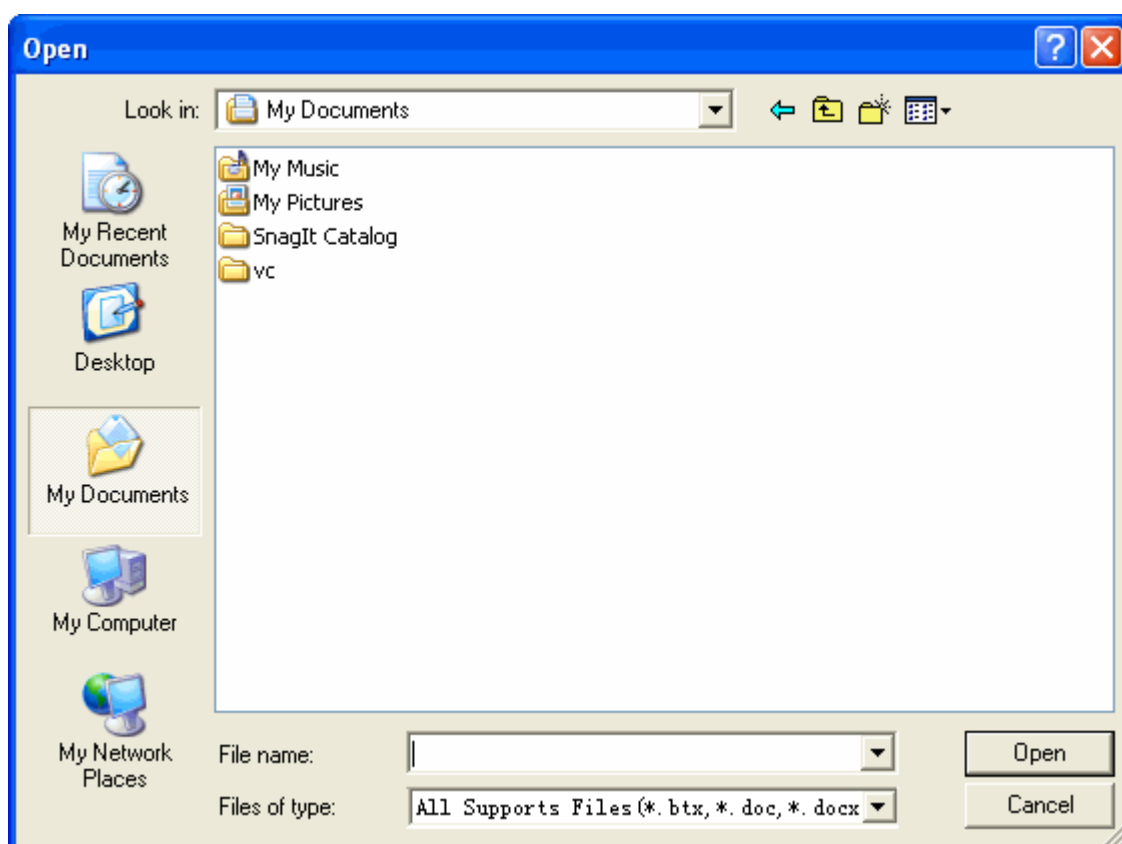 Open
Look in: My Documents
My Music
My Pictures
SnagIt Catalog
vc
My Recent
Documents
Desktop
My Documents
My Computer
My Network
Places
File name:
Open
Files of type: All Supports Files(*.btx,*.doc,*.docx
Cancel